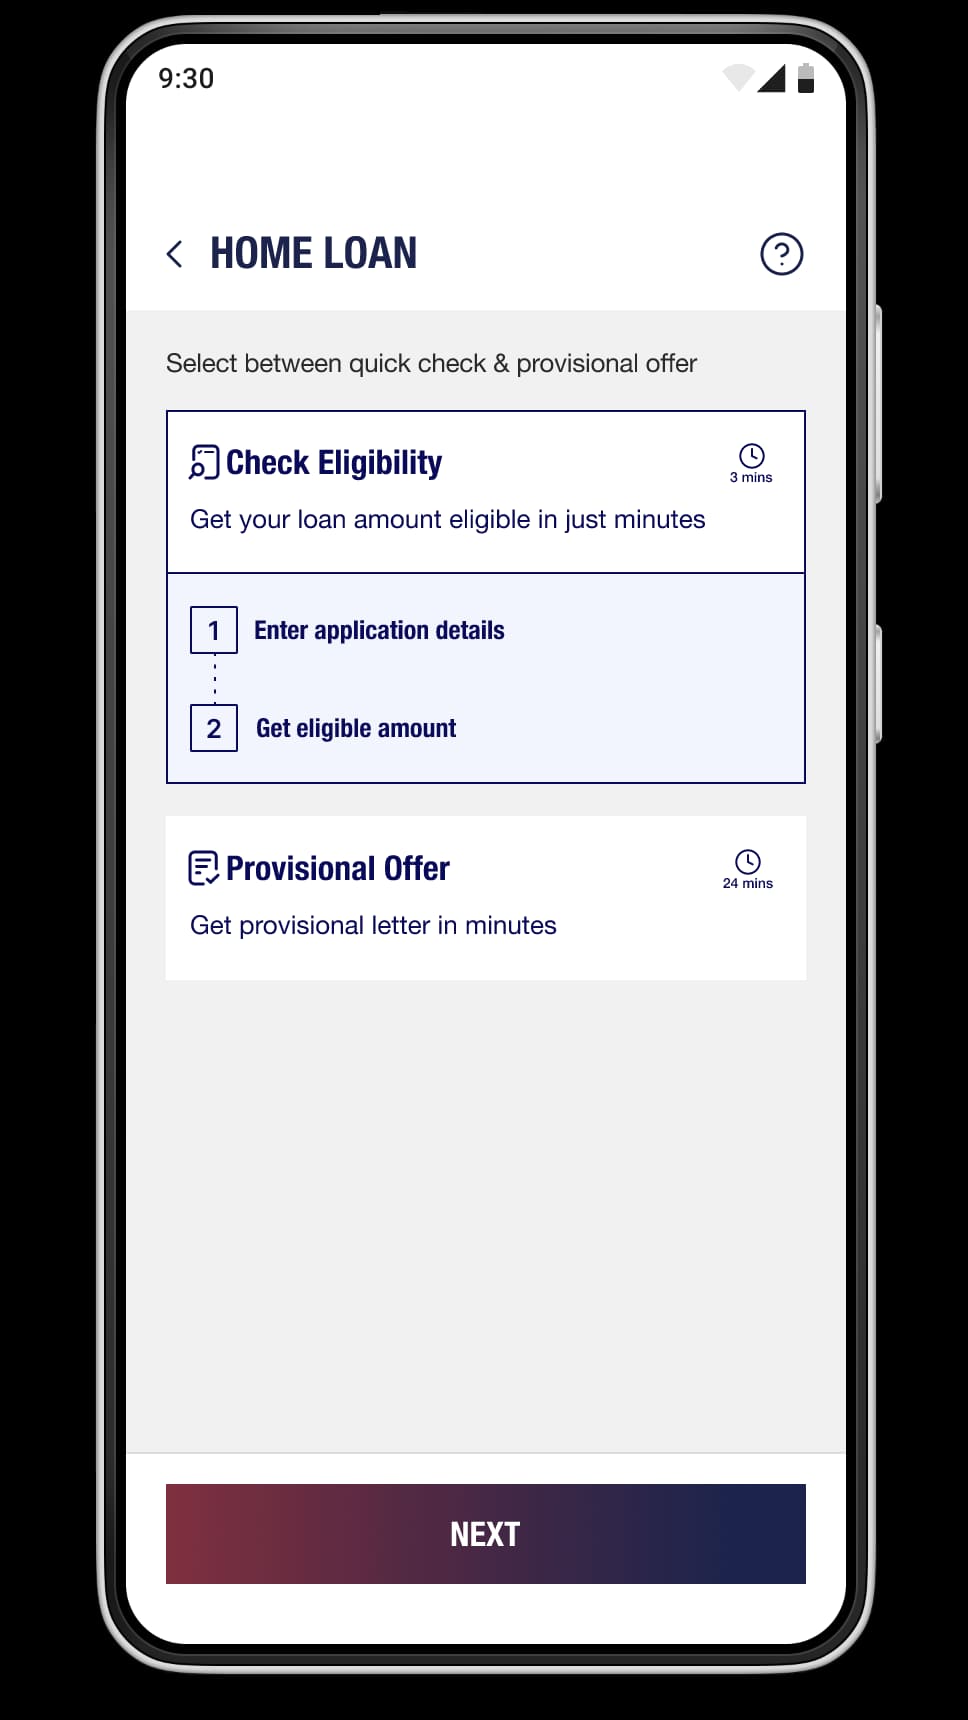 9:30
HOME LOAN
?
Select between quick check & provisional offer
Check Eligibility
3 mins
Get your loan amount eligible in just minutes
1 Enter application details
2 Get eligible amount
Provisional Offer
24 mins
Get provisional letter in minutes
NEXT